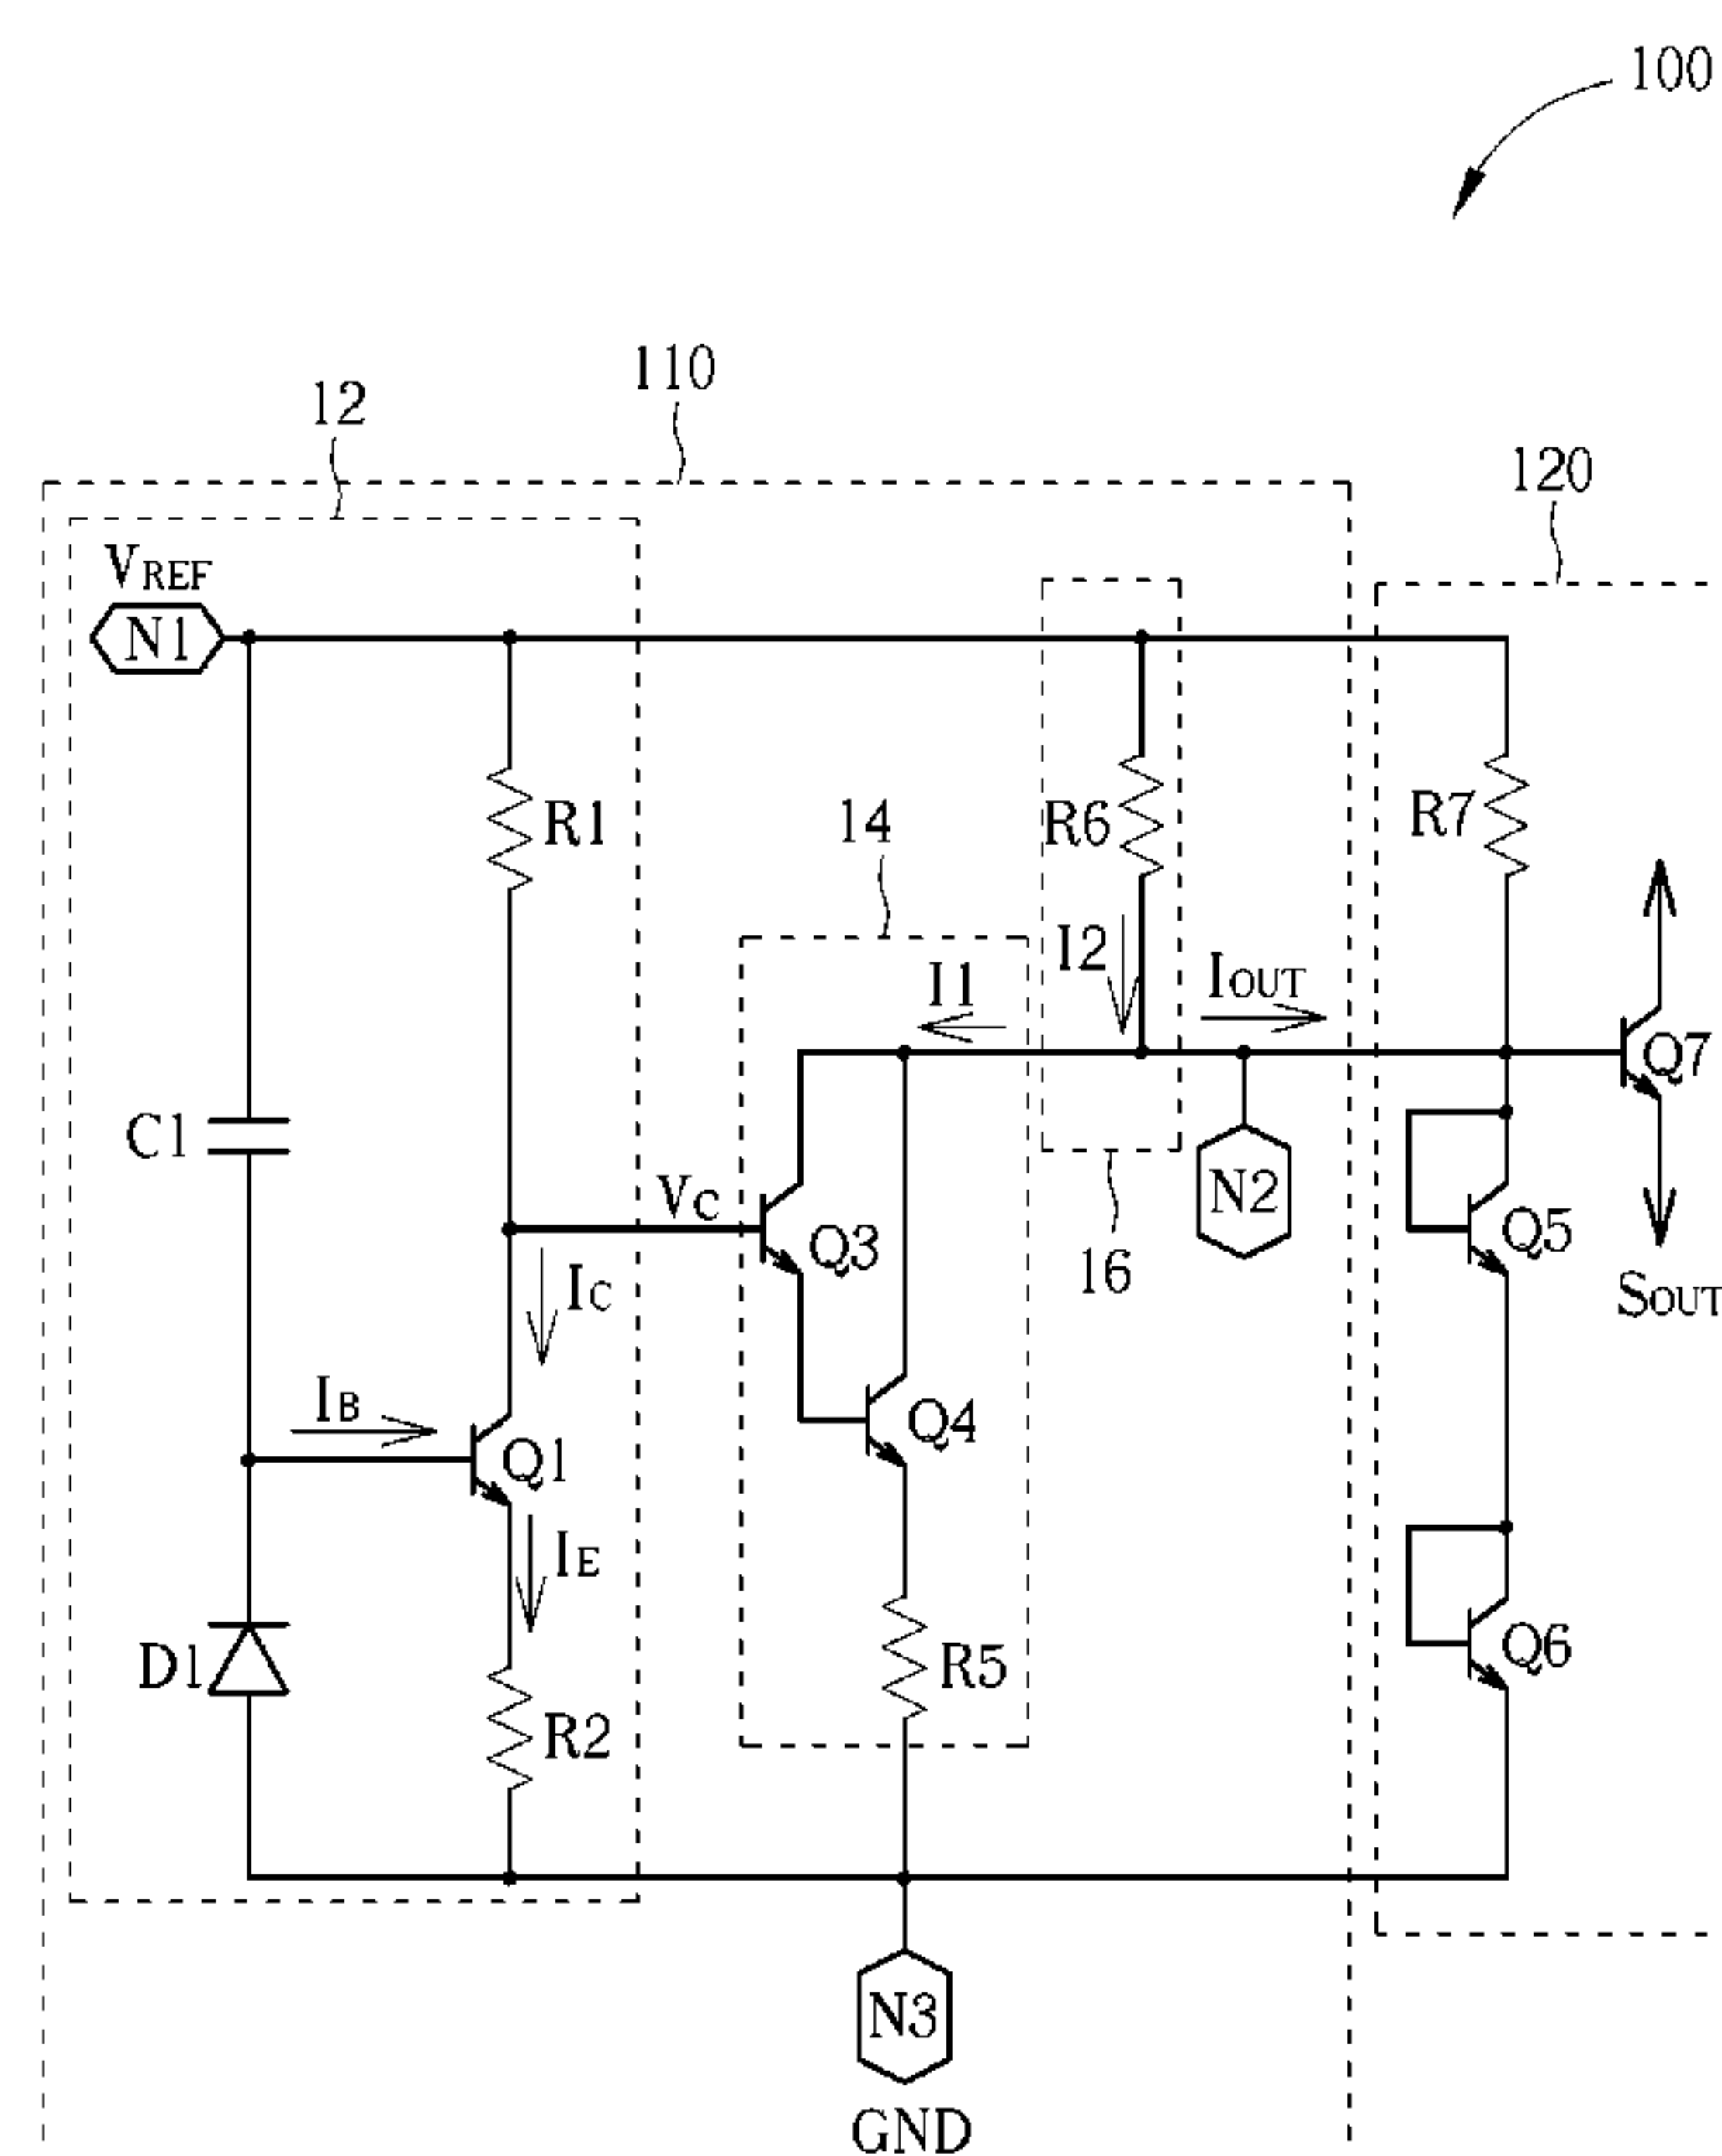 100
110
12
120
VREF
N1
R1
R6
R7
14
I2
I1
IOUT
Q7
C1
VC
N2
Q3
Q5
16
IC
SOUT
IB
Q4
Q1
IE
D1
R5
Q6
R2
N3
GND